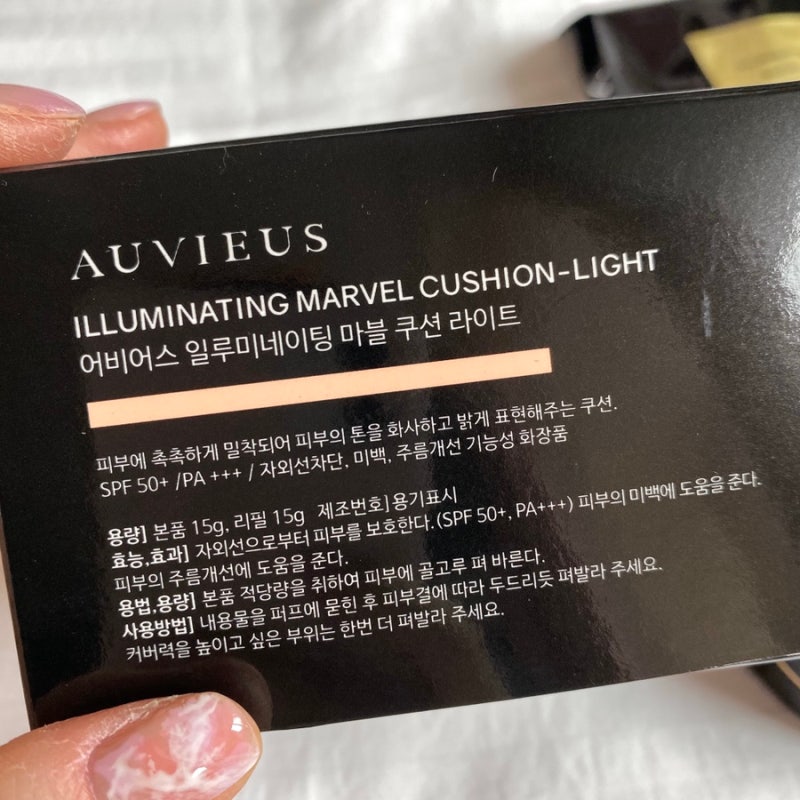 AUVIEUS
ILLUMINATING MARVEL CUSHION-LIGHT
어비어스 일루미네이팅 마블 쿠션 라이트
피부에 촉촉하게 밀착되어 피부의 톤을 화사하고 밝게 표현해주는 쿠션.
SPF 50+ /PA +++ / 자외선차단, 미백, 주름개선 기능성 화장품
용량] 본품 15g, 리필 15g 제조번호] 용기표시
효능,효과] 자외선으로부터 피부를 보호한다.(SPF 50+, PA+++) 피부의 미백에 도움을 준다.
피부의 주름개선에 도움을 준다.
용법,용량] 본품 적당량을 취하여 피부에 골고루 펴 바른다.
사용방법] 내용물을 퍼프에 묻힌 후 피부결에 따라 두드리듯 펴발라 주세요.
커버력을 높이고 싶은 부위는 한번 더 펴발라 주세요.